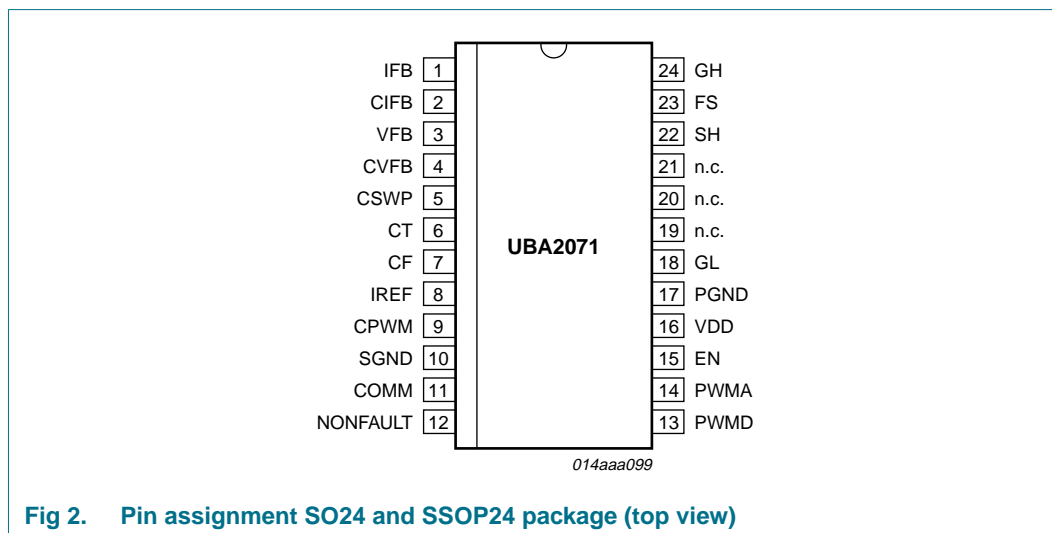 IFB 1 24 GH
CIFB 2 23 FS
VFB 3 22 SH
CVFB 4 21 n.c.
CSWP 5 20 n.c.
CT 6 19 n.c.
UBA2071
CF 7 18 GL
IREF 8 17 PGND
CPWM 9 16 VDD
SGND 10 15 EN
COMM 11 14 PWMA
NONFAULT 12 13 PWMD
014aaa099
Fig 2. Pin assignment SO24 and SSOP24 package (top view)